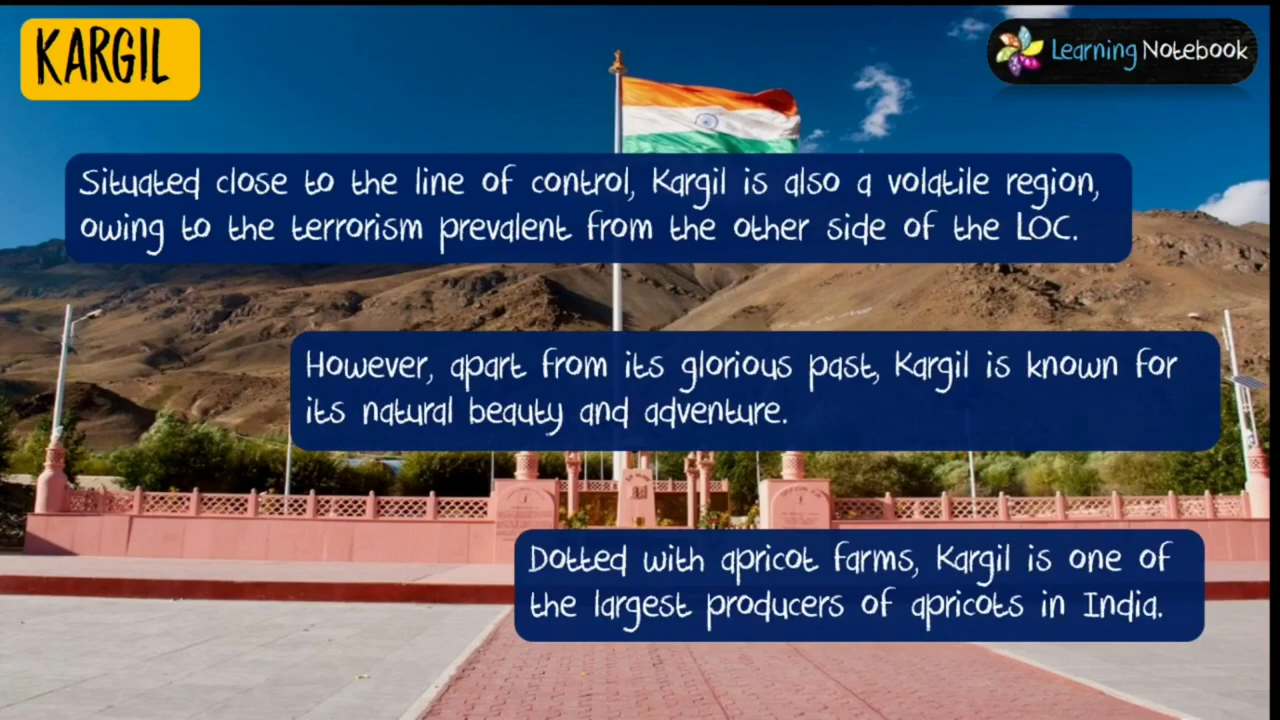 KARGIL
Learning Notebook
Situated close to the line of control, Kargil is also a volatile region,
owing to the terrorism prevalent from the other side of the LOC.
However, apart from its glorious past, Kargil is known for
its natural beauty and adventure.
Dotted with apricot farms, Kargil is one of
the largest producers of apricots in India.